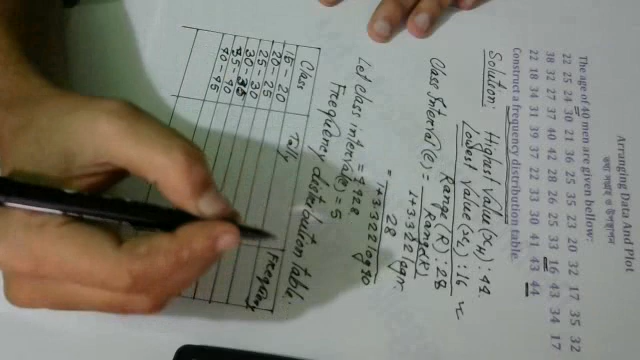 Arranging Data And Plot
The age of 40 men are given bellow:
22 25 24 30 21 36 25 35 23 20 32 17 35 32
38 32 27 37 40 42 28 26 25 33 16 43 34 17
22 18 34 31 39 37 22 33 30 41 43 44
Construct a frequency distribution table.
Solution: Highest Value(xH): 44
Lowest Value(xL): 16
Range(R): 28
Class Interval(c) = Range(R)
1+3.322 logn
= 28
1+3.322 log40
= 4.428
Let class interval(c) = 5
Frequency distribution table
Class Tally Frequency
15 - 20
20 - 25
25 - 30
30 - 35
35 - 40
40 - 45